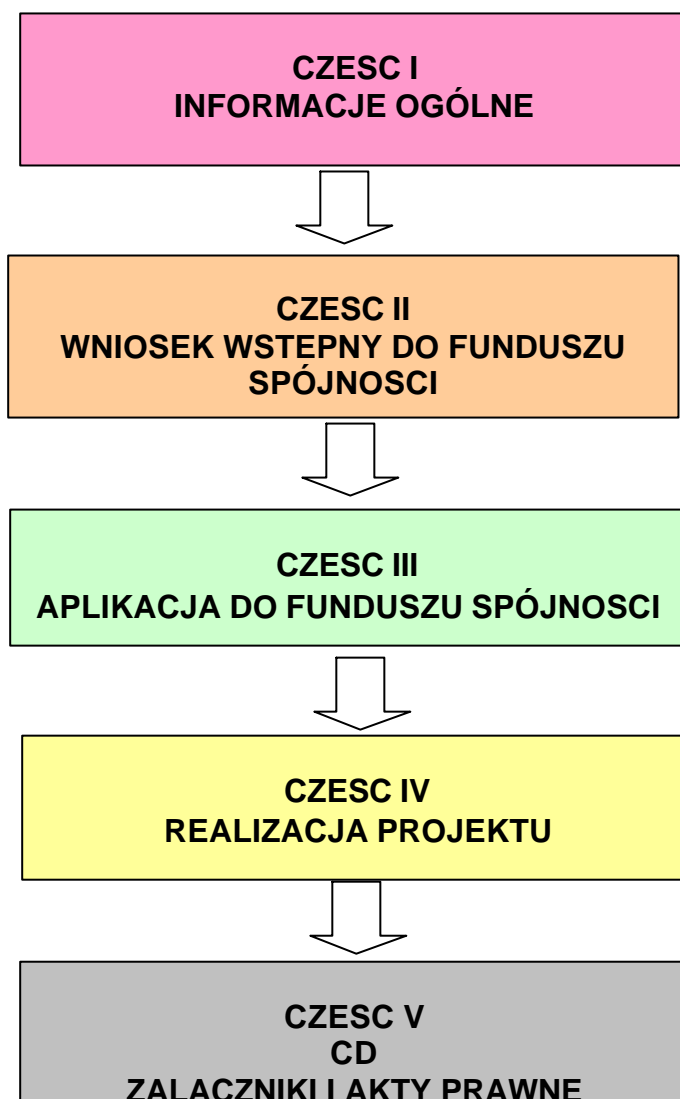 CZESC I
INFORMACJE OGÓLNE
CZESC II
WNIOSEK WSTEPNY DO FUNDUSZU
SPÓJNOSCI
CZESC III
APLIKACJA DO FUNDUSZU SPÓJNOSCI
CZESC IV
REALIZACJA PROJEKTU
CZESC V
CD
ZALACZNIKI I AKTY PRAWNE